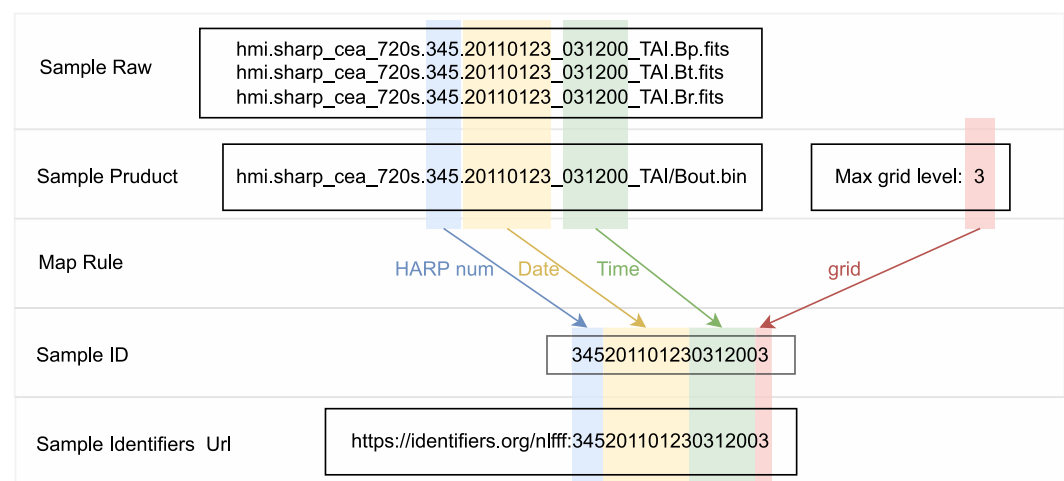 Sample Raw
hmi.sharp_cea_720s.345.20110123_031200_TAI.Bp.fits
hmi.sharp_cea_720s.345.20110123_031200_TAI.Bt.fits
hmi.sharp_cea_720s.345.20110123_031200_TAI.Br.fits
Sample Pruduct
hmi.sharp_cea_720s.345.20110123_031200_TAI/Bout.bin
Max grid level: 3
Map Rule
HARP num
Date
Time
grid
Sample ID
345201101230312003
Sample Identifiers Url
https://identifiers.org/nlfff:345201101230312003